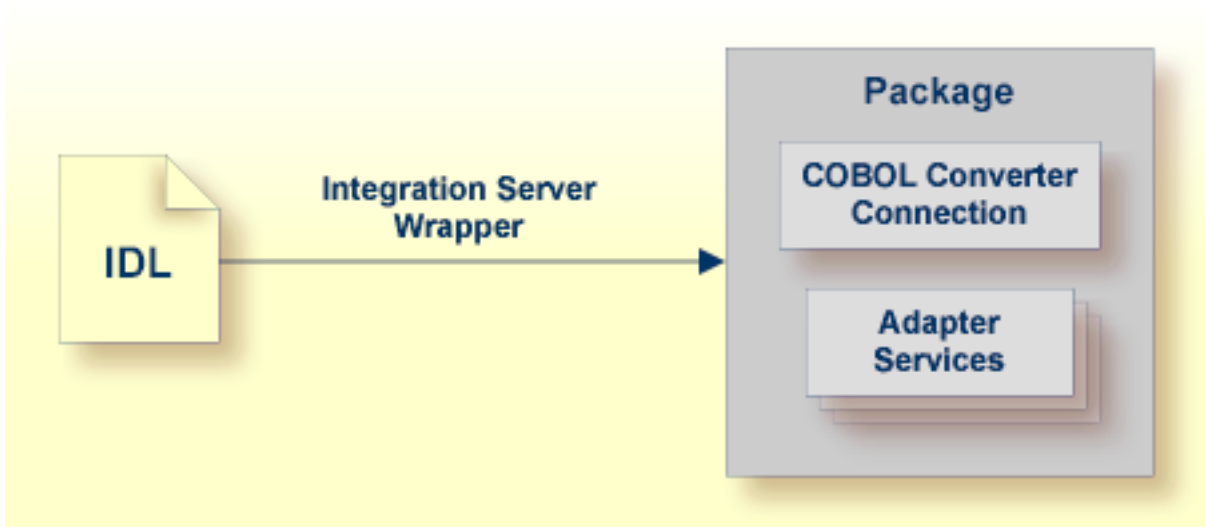 Package
COBOL Converter
Connection
Integration Server
Wrapper
IDL
Adapter
Services